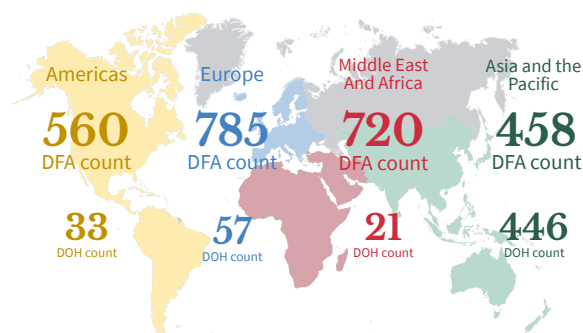 Americas
560
DFA count
33
DOH count
Europe
785
DFA count
57
DOH count
Middle East
And Africa
720
DFA count
21
DOH count
Asia and the
Pacific
458
DFA count
446
DOH count